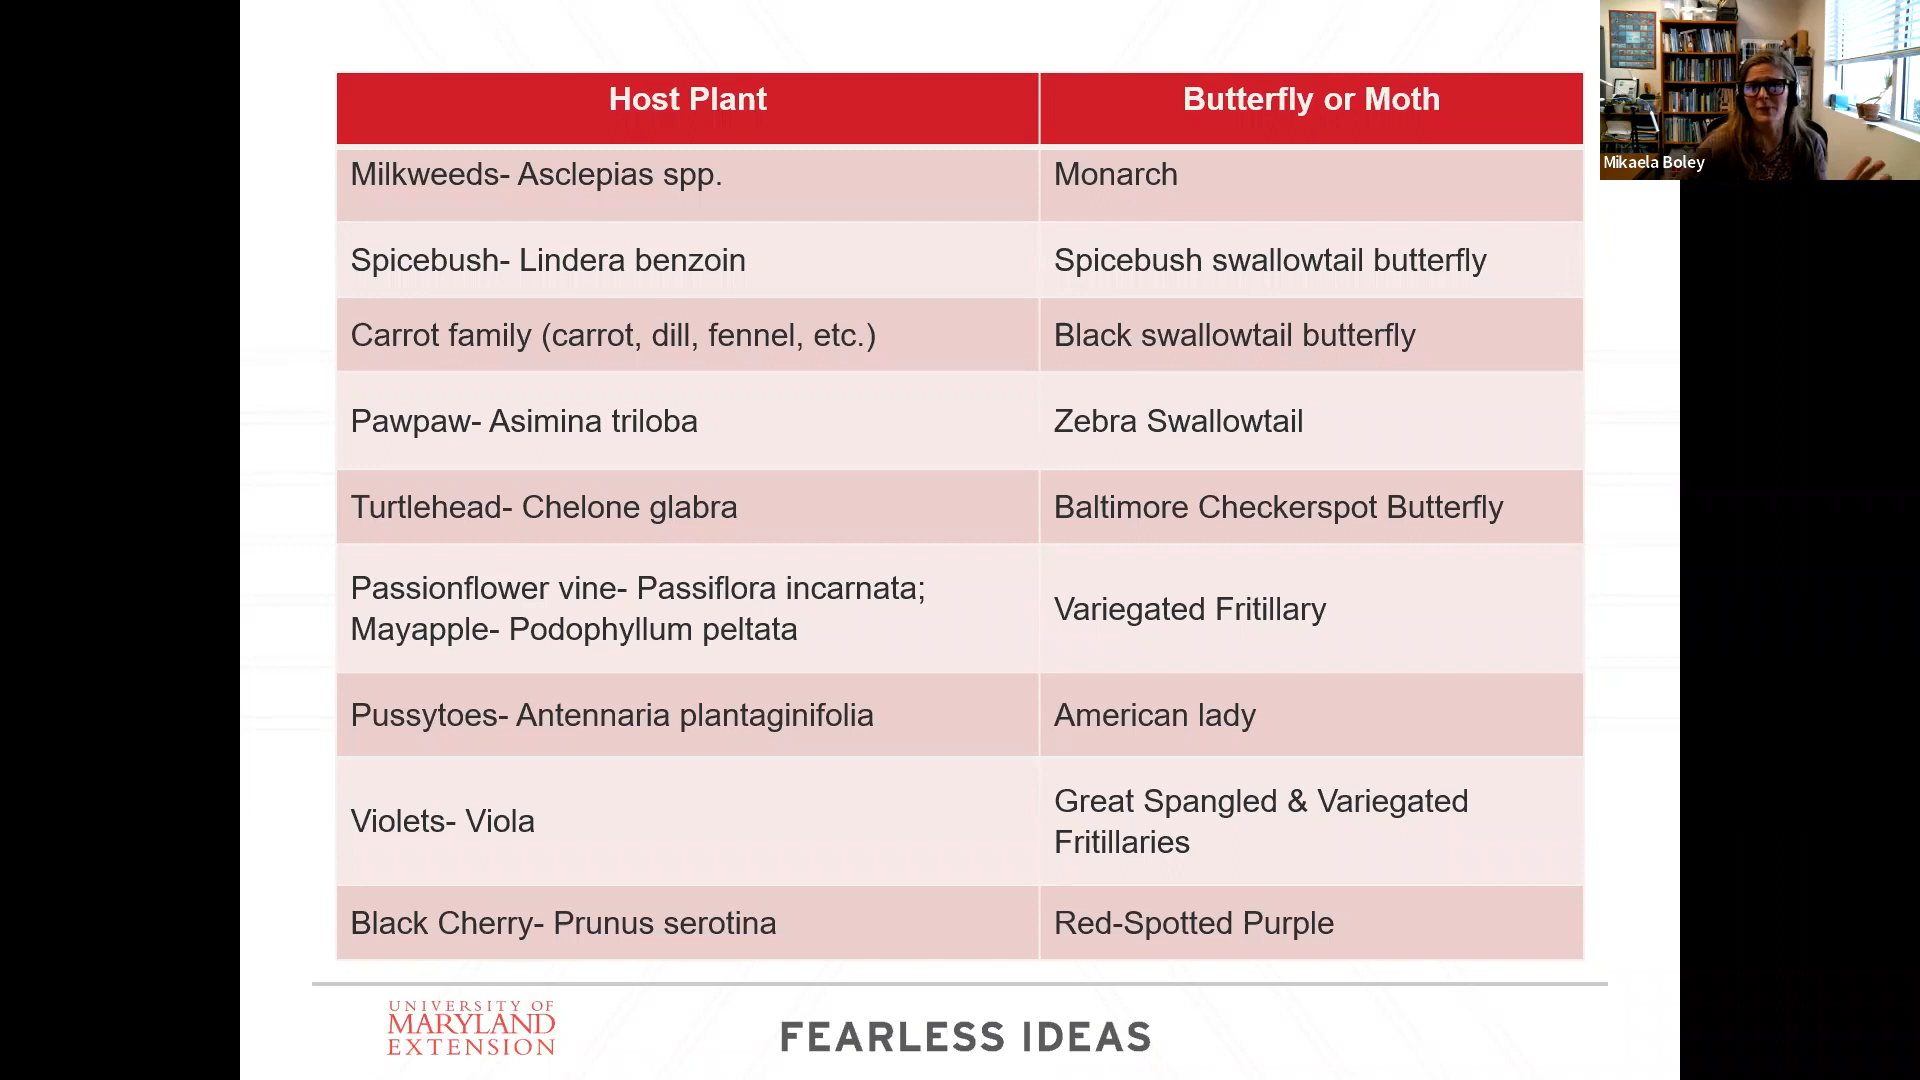 Host Plant
Butterfly or Moth
Milkweeds- Asclepias spp.
Monarch
Spicebush- Lindera benzoin
Spicebush swallowtail butterfly
Carrot family (carrot, dill, fennel, etc.)
Black swallowtail butterfly
Pawpaw- Asimina triloba
Zebra Swallowtail
Turtlehead- Chelone glabra
Baltimore Checkerspot Butterfly
Passionflower vine- Passiflora incarnata;
Mayapple- Podophyllum peltata
Variegated Fritillary
Pussytoes- Antennaria plantaginifolia
American lady
Violets- Viola
Great Spangled & Variegated
Fritillaries
Black Cherry- Prunus serotina
Red-Spotted Purple
UNIVERSITY OF
MARYLAND
EXTENSION
FEARLESS IDEAS
Mikaela Boley